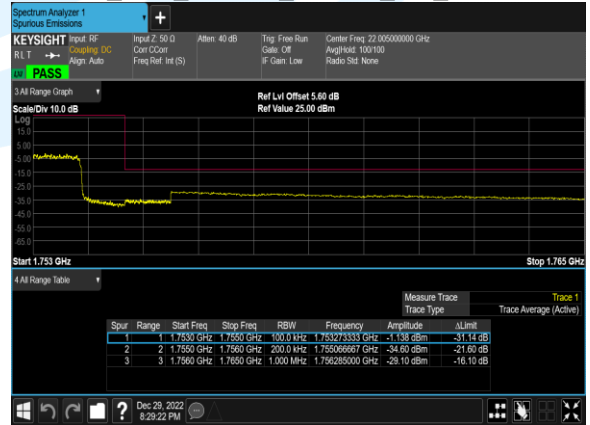 Spectrum Analyzer 1
Spurious Emissions
+
KEYSIGHT Input: RF Input Z: 50 Ω Atten: 40 dB Trig: Free Run Center Freq: 22.005000000 GHz
RLT Coupling: DC Corr CCorr Gate: Off Avg|Hold: 100/100
Align: Auto Freq Ref: Int (S) IF Gain: Low Radio Std: None
PASS
3 All Range Graph
Ref Lvl Offset 5.60 dB
Scale/Div 10.0 dB Ref Value 25.00 dBm
Log
15.0
5.00
-5.00
-15.0
-25.0
-35.0
-45.0
-55.0
-65.0
Start 1.753 GHz Stop 1.765 GHz
4 All Range Table
Measure Trace Trace 1
Trace Type Trace Average (Active)
Spur Range Start Freq Stop Freq RBW Frequency Amplitude ΔLimit
1 1 1.7530 GHz 1.7550 GHz 100.0 kHz 1.753273333 GHz -1.138 dBm -31.14 dB
2 2 1.7550 GHz 1.7560 GHz 200.0 kHz 1.755066667 GHz -34.60 dBm -21.60 dB
3 3 1.7560 GHz 1.7650 GHz 1.000 MHz 1.756285000 GHz -29.10 dBm -16.10 dB
? Dec 29, 2022
8:29:22 PM